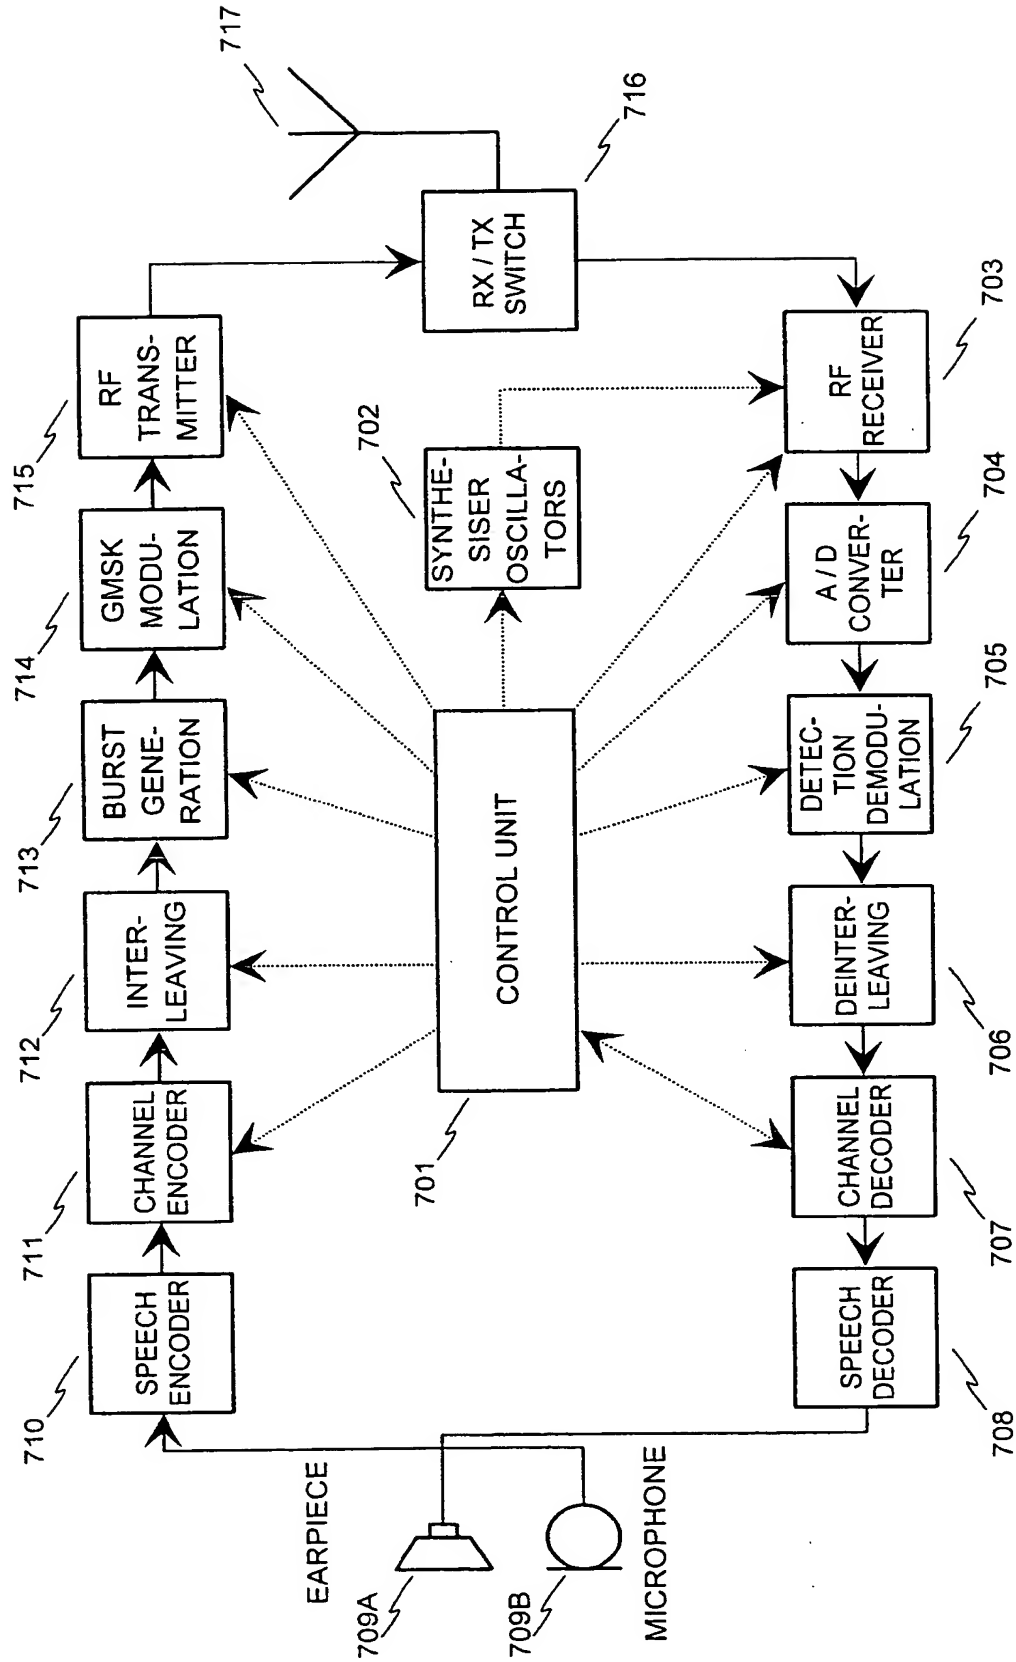 710
SPEECH
ENCODER
711
CHANNEL
ENCODER
712
INTER-
LEAVING
713
BURST
GENE-
RATION
714
GMSK
MODU-
LATION
715
RF
TRANS-
MITTER
717
RX / TX
SWITCH
716
702
SYNTHE-
SISER
OSCILLA-
TORS
701
CONTROL UNIT
EARPIECE
709A
709B
MICROPHONE
SPEECH
DECODER
708
CHANNEL
DECODER
707
DEINTER-
LEAVING
706
DETEC-
TION
DEMODU-
LATION
705
A / D
CONVER-
TER
704
RF
RECEIVER
703